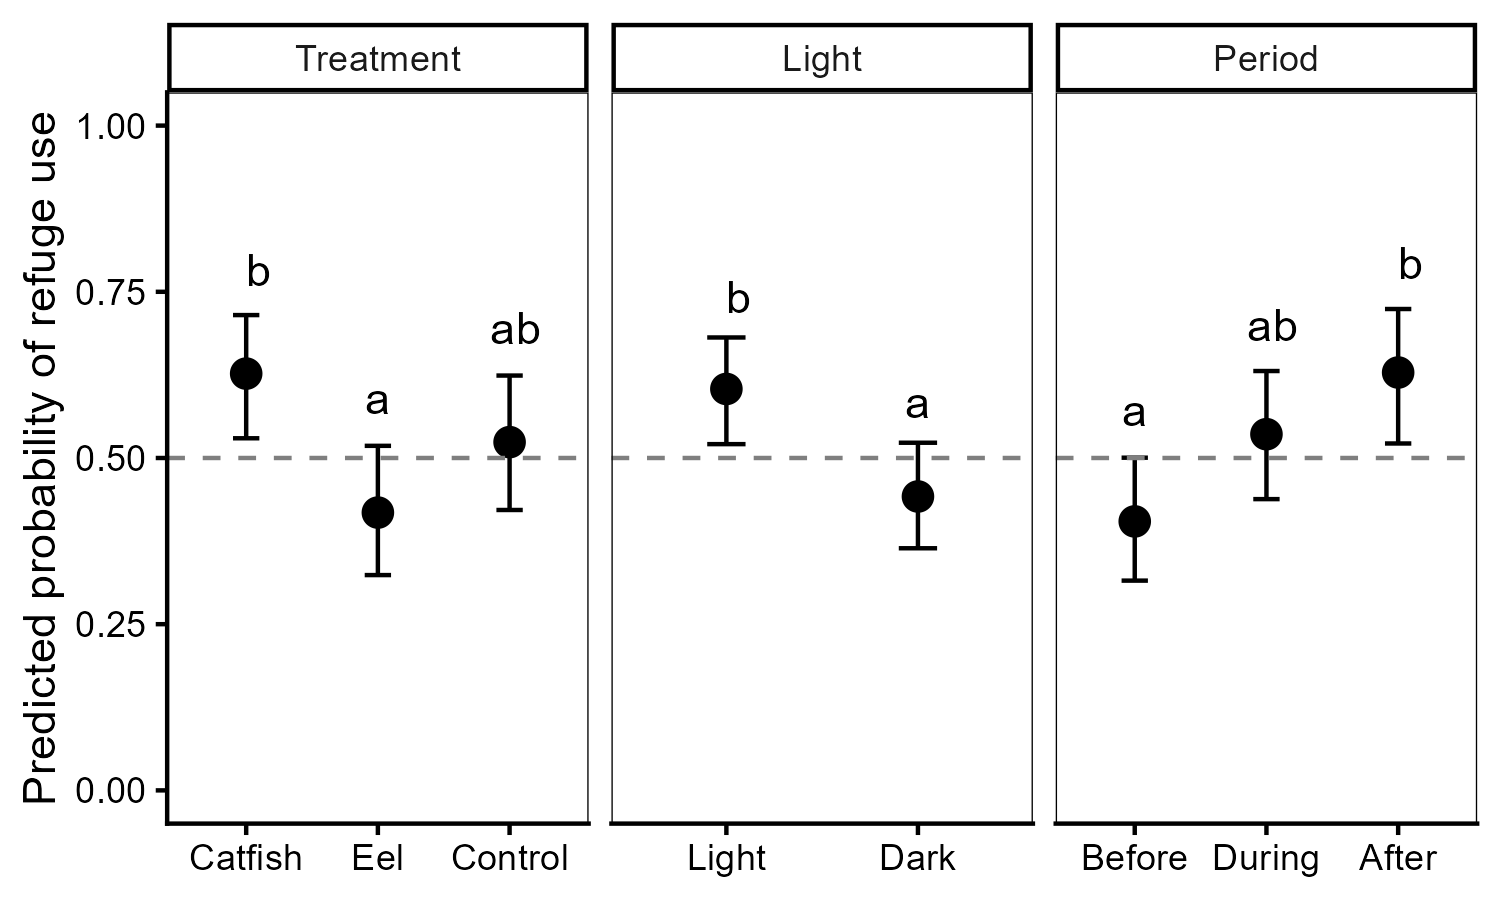 Treatment
Light
Period
Predicted probability of refuge use
1.00
0.75
0.50
0.25
0.00
b
a
ab
b
a
a
ab
b
Catfish Eel Control
Light Dark
Before During After